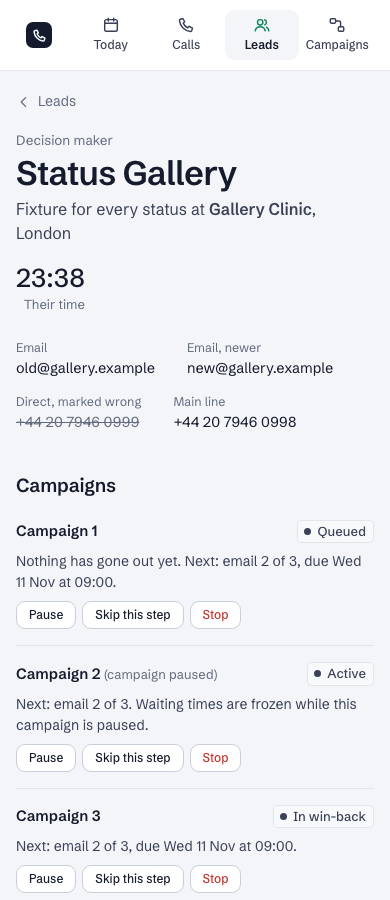 Today
Calls
Leads
Campaigns
Leads
Decision maker
Status Gallery
Fixture for every status at Gallery Clinic,
London
23:38
Their time
Email
old@gallery.example
Email, newer
new@gallery.example
Direct, marked wrong
+44 20 7946 0999
Main line
+44 20 7946 0998
Campaigns
Campaign 1
Queued
Nothing has gone out yet. Next: email 2 of 3, due Wed
11 Nov at 09:00.
Pause
Skip this step
Stop
Campaign 2 (campaign paused)
Active
Next: email 2 of 3. Waiting times are frozen while this
campaign is paused.
Pause
Skip this step
Stop
Campaign 3
In win-back
Next: email 2 of 3, due Wed 11 Nov at 09:00.
Pause
Skip this step
Stop